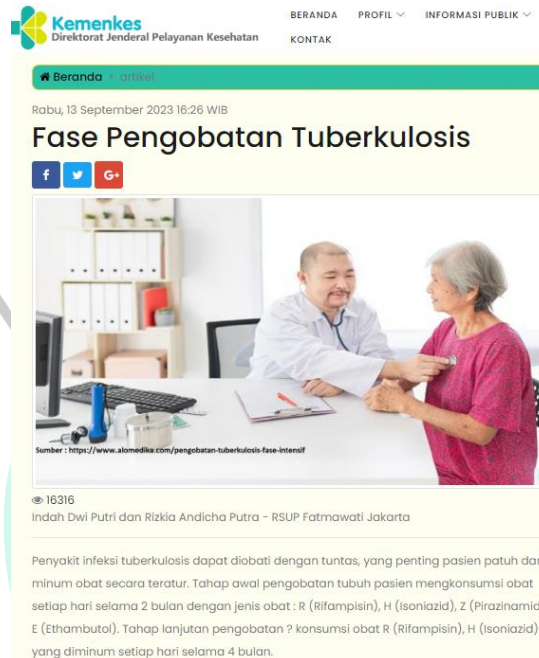 Kemenkes
Direktorat Jenderal Pelayanan Kesehatan
BERANDA PROFIL INFORMASI PUBLIK
KONTAK
Beranda › artikel
Rabu, 13 September 2023 16:26 WIB
Fase Pengobatan Tuberkulosis
f G+
Sumber : https://www.alomedika.com/pengobatan-tuberkulosis-fase-intensif
16316
Indah Dwi Putri dan Rizkia Andicha Putra - RSUP Fatmawati Jakarta
Penyakit infeksi tuberkulosis dapat diobati dengan tuntas, yang penting pasien patuh dan
minum obat secara teratur. Tahap awal pengobatan tubuh pasien mengkonsumsi obat
setiap hari selama 2 bulan dengan jenis obat : R (Rifampisin), H (Isoniazid), Z (Pirazinamid
E (Ethambutol). Tahap lanjutan pengobatan ? konsumsi obat R (Rifampisin), H (Isoniazid)
yang diminum setiap hari selama 4 bulan.